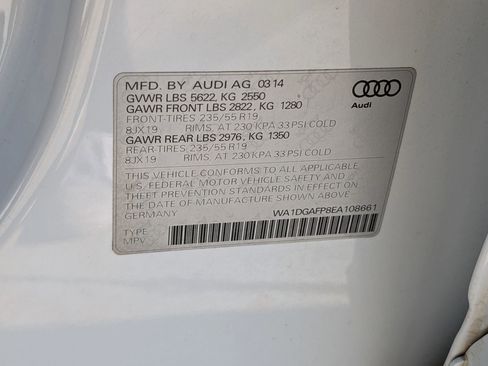 MFD. BY AUDI AG 03 14
GVWR LBS 5622, KG 2550
GAWR FRONT LBS 2822, KG 1280
FRONT-TIRES 235/55 R19
8JX19 RIMS, AT 230 KPA 33 PSI COLD
GAWR REAR LBS 2976, KG 1350
REAR-TIRES 235/55 R19
8JX19 RIMS, AT 230 KPA 33 PSI COLD
Audi
THIS VEHICLE CONFORMS TO ALL APPLICABLE
U.S. FEDERAL MOTOR VEHICLE SAFETY AND
THEFT PREVENTION STANDARDS IN EFFECT ON
THE DATE OF MANUFACTURE SHOWN ABOVE
GERMANY
WA1DGAFP8EA108661
TYPE
MPV